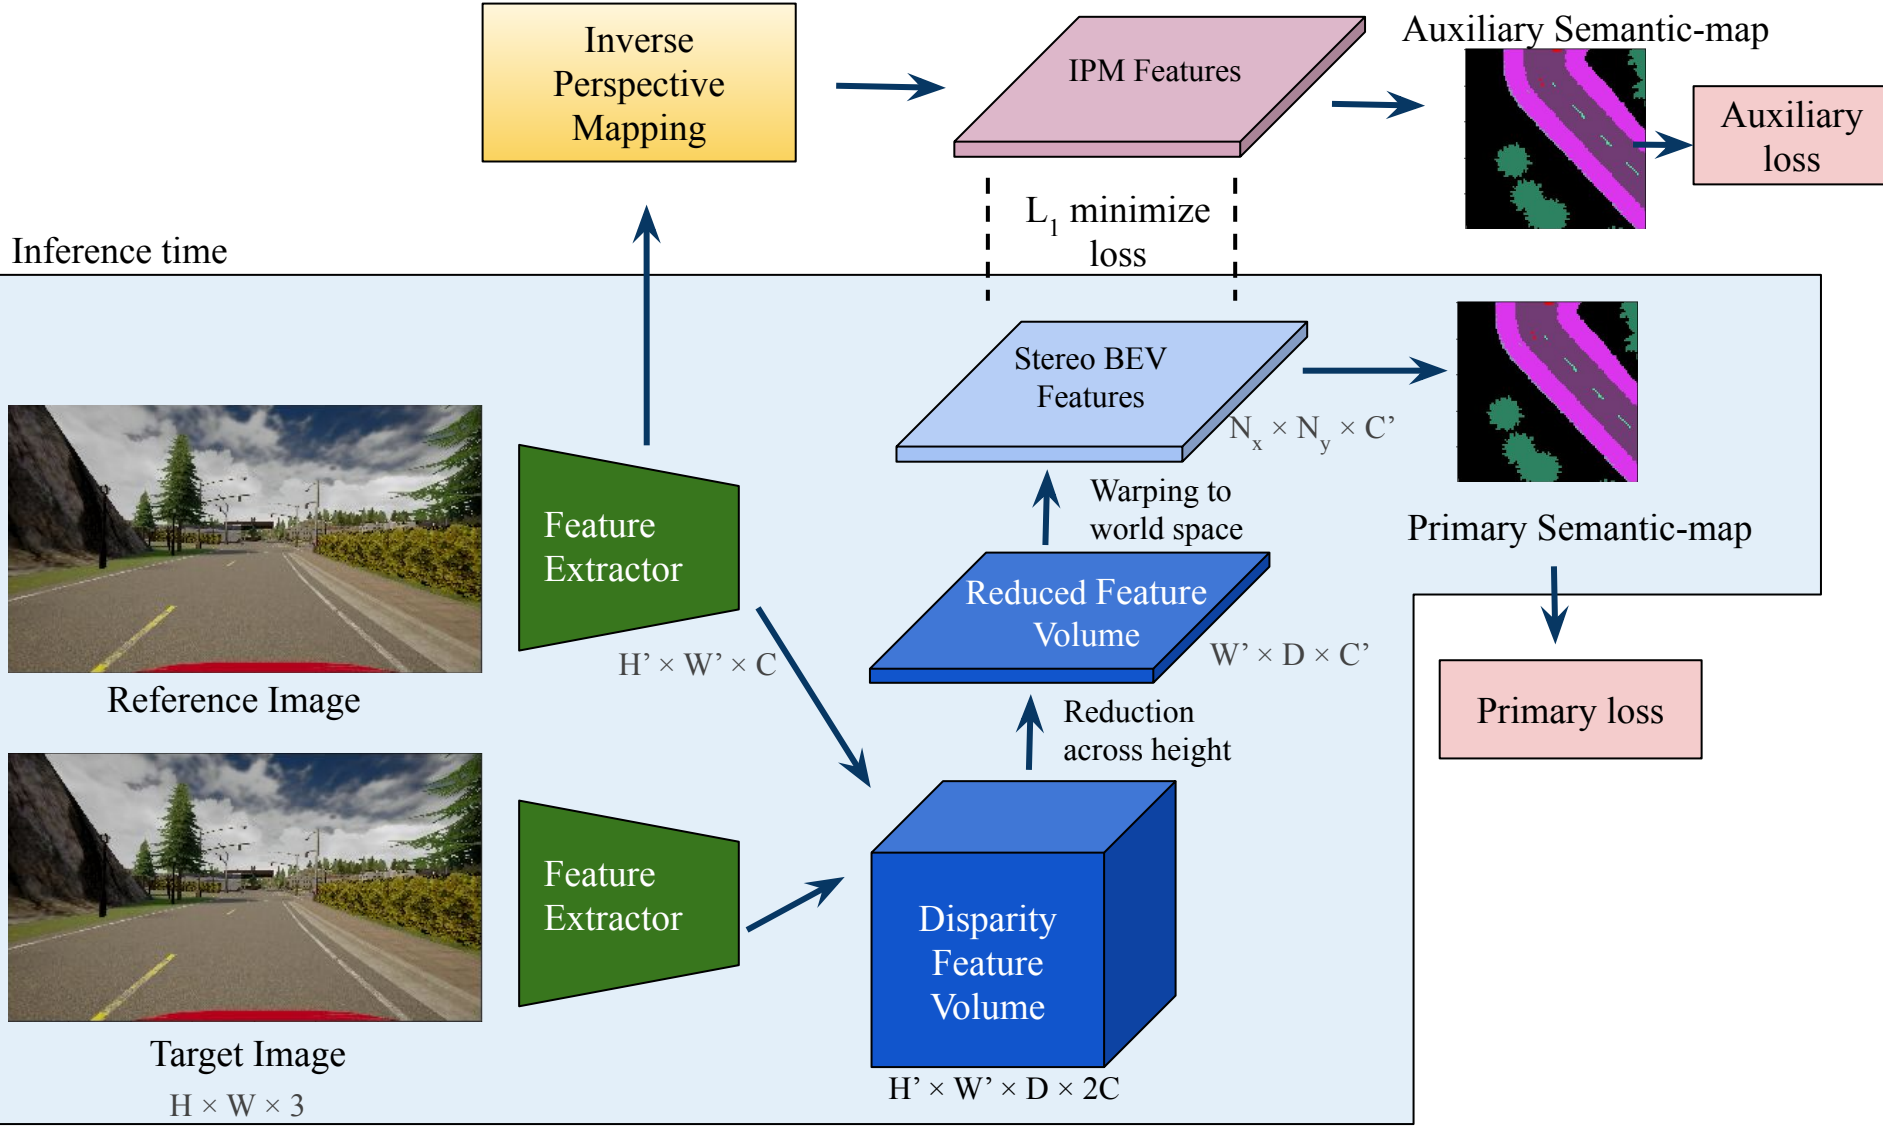 Inverse
Perspective
Mapping
IPM Features
Auxiliary Semantic-map
Auxiliary
loss
L1 minimize
loss
Inference time
Stereo BEV
Features
Nx × Ny × C’
Warping to
world space
Primary Semantic-map
Feature
Extractor
H’ × W’ × C
Reduced Feature
Volume
W’ × D × C’
Primary loss
Reference Image
Reduction
across height
Feature
Extractor
Disparity
Feature
Volume
H’ × W’ × D × 2C
Target Image
H × W × 3